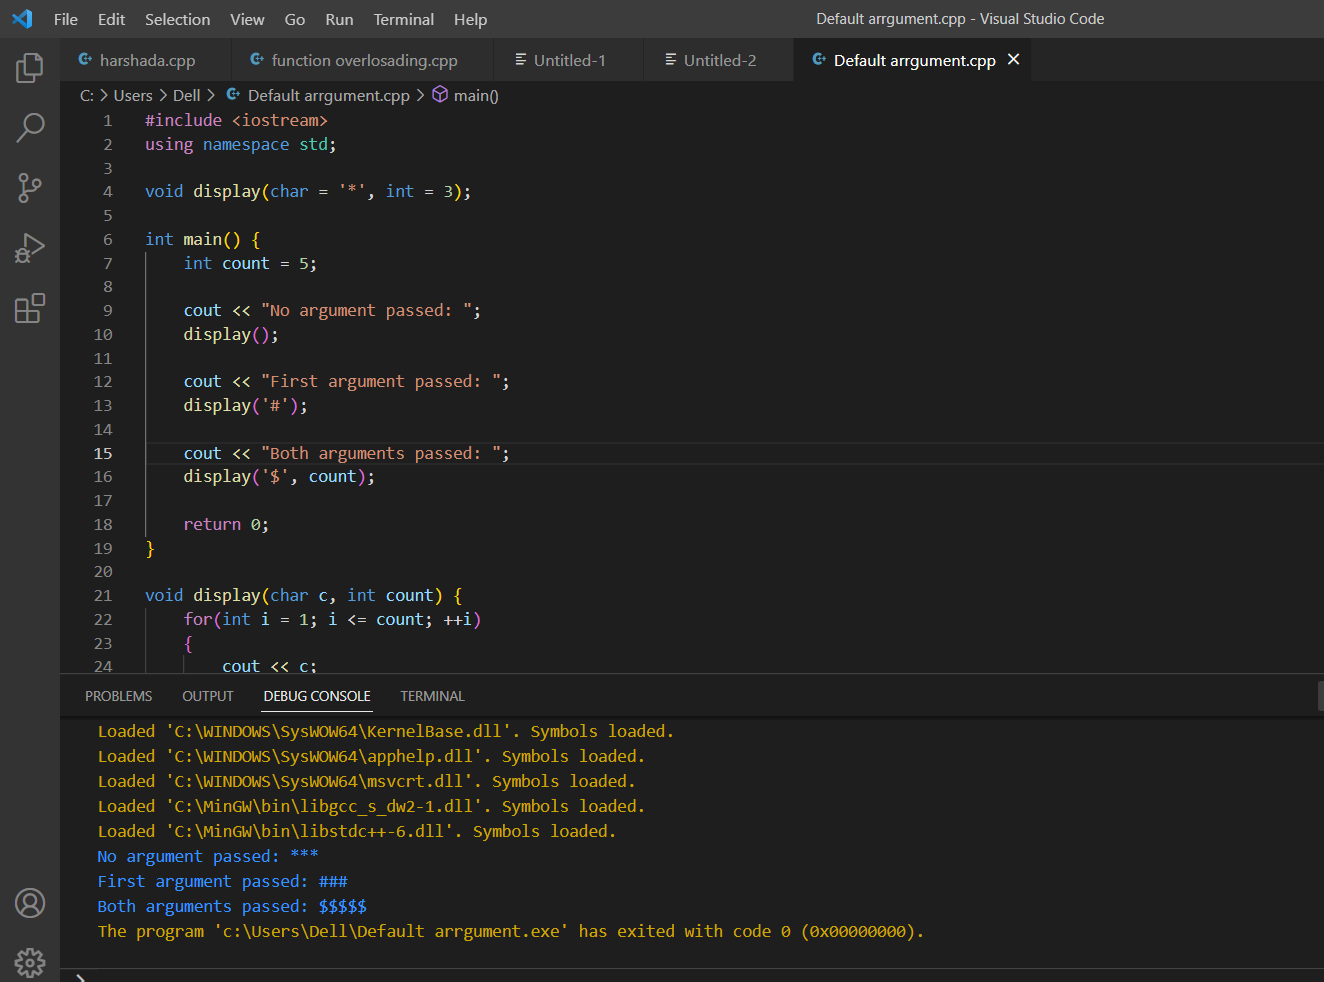 File Edit Selection View Go Run Terminal Help Default arrgument.cpp - Visual Studio Code
harshada.cpp function overlosading.cpp Untitled-1 Untitled-2 Default arrgument.cpp
C: > Users > Dell > Default arrgument.cpp > main()
1 #include <iostream>
2 using namespace std;
3
4 void display(char = '*', int = 3);
5
6 int main() {
7     int count = 5;
8
9     cout << "No argument passed: ";
10     display();
11
12     cout << "First argument passed: ";
13     display('#');
14
15     cout << "Both arguments passed: ";
16     display('$', count);
17
18     return 0;
19 }
20
21 void display(char c, int count) {
22     for(int i = 1; i <= count; ++i)
23     {
24         cout << c;
PROBLEMS OUTPUT DEBUG CONSOLE TERMINAL
Loaded 'C:\WINDOWS\SysWOW64\KernelBase.dll'. Symbols loaded.
Loaded 'C:\WINDOWS\SysWOW64\apphelp.dll'. Symbols loaded.
Loaded 'C:\WINDOWS\SysWOW64\msvcrt.dll'. Symbols loaded.
Loaded 'C:\MinGW\bin\libgcc_s_dw2-1.dll'. Symbols loaded.
Loaded 'C:\MinGW\bin\libstdc++-6.dll'. Symbols loaded.
No argument passed: ***
First argument passed: ###
Both arguments passed: $$$$$
The program 'c:\Users\Dell\Default arrgument.exe' has exited with code 0 (0x00000000).